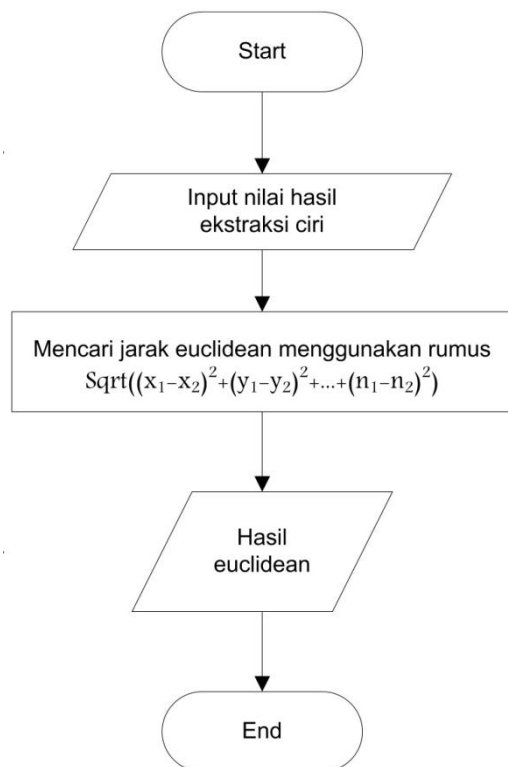 Start
Input nilai hasil
ekstraksi ciri
Mencari jarak euclidean menggunakan rumus
Sqrt((x₁–x₂)²+(y₁–y₂)²+...+(n₁–n₂)²)
Hasil
euclidean
End